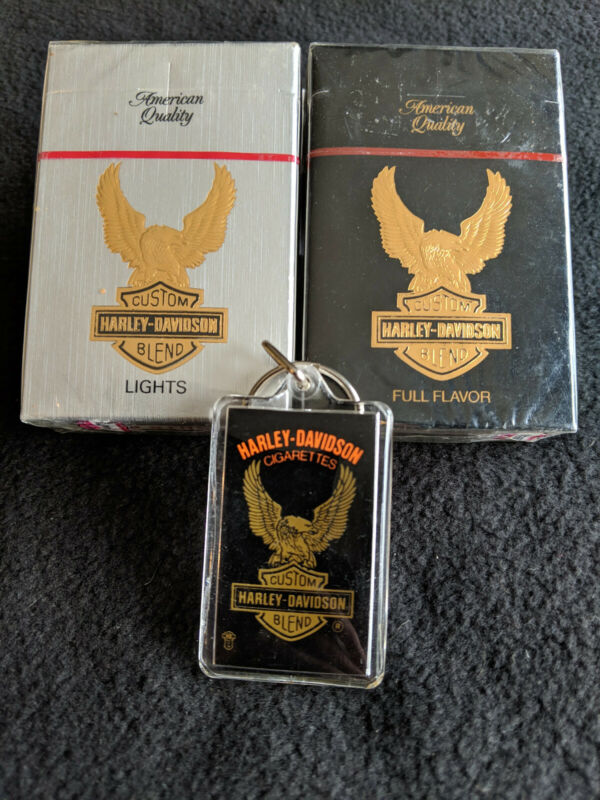 American
Quality
CUSTOM
HARLEY-DAVIDSON
BLEND
LIGHTS
American
Quality
CUSTOM
HARLEY-DAVIDSON
BLEND
FULL FLAVOR
HARLEY-DAVIDSON
CIGARETTES
CUSTOM
HARLEY-DAVIDSON
BLEND
®